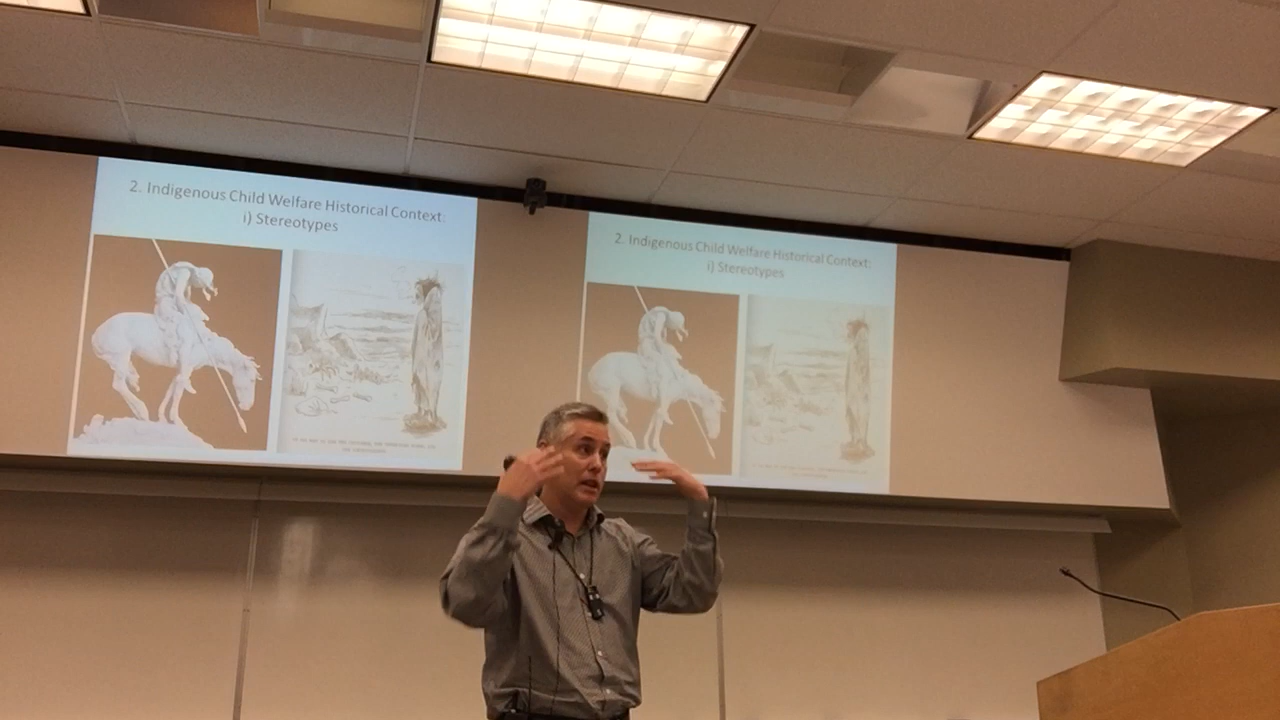 2. Indigenous Child Welfare Historical Context:
i) Stereotypes
2. Indigenous Child Welfare Historical Context:
i) Stereotypes